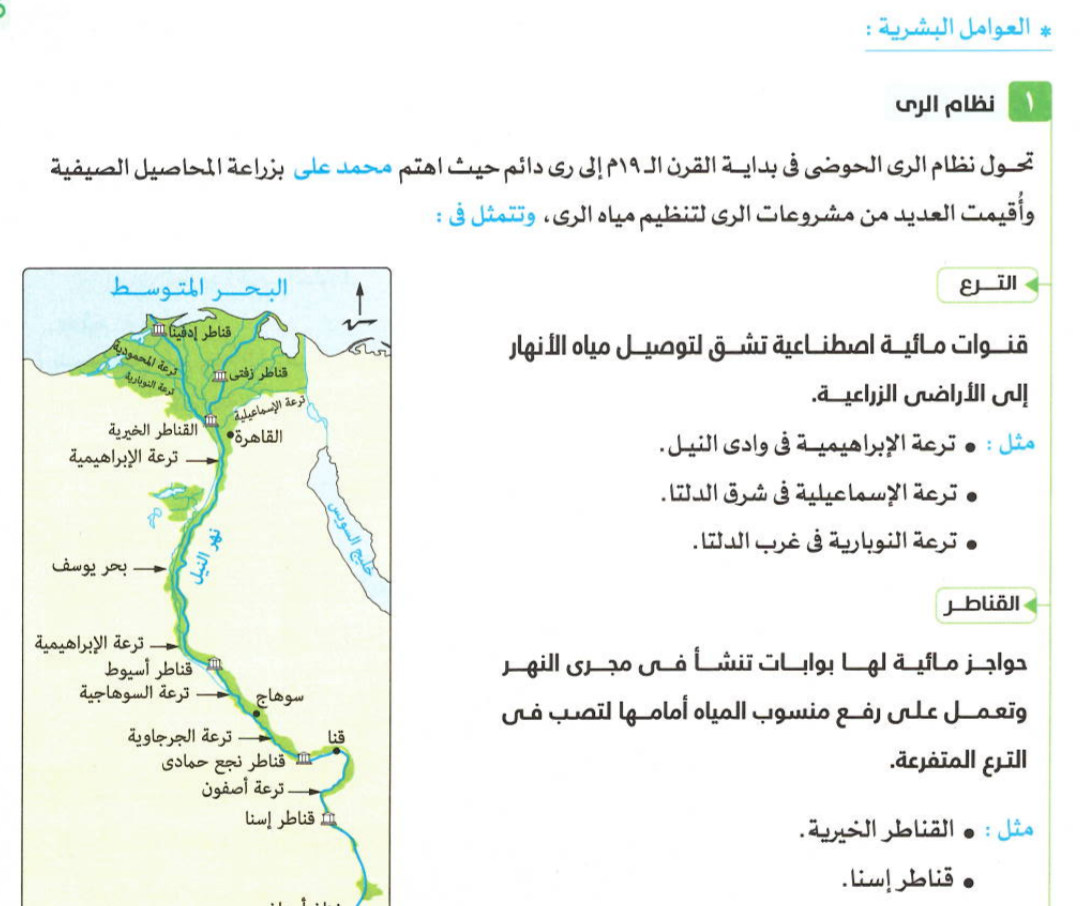 * العوامل البشرية :
١ نظام الرى
تحول نظام الرى الحوضى فى بداية القرن الـ ١٩م إلى رى دائم حيث اهتم محمد على بزراعة المحاصيل الصيفية
وأُقيمت العديد من مشروعات الرى لتنظيم مياه الرى، وتتمثل فى :
الترع
قنوات مائية اصطناعية تشق لتوصيل مياه الأنهار
إلى الأراضى الزراعية.
مثل : • ترعة الإبراهيمية فى وادى النيل.
• ترعة الإسماعيلية فى شرق الدلتا.
• ترعة النوبارية فى غرب الدلتا.
القناطر
حواجز مائية لها بوابات تنشأ فى مجرى النهر
وتعمل على رفع منسوب المياه أمامها لتصب فى
الترع المتفرعة.
مثل : • القناطر الخيرية.
• قناطر إسنا.
البحر المتوسط
قناطر إدفينا
ترعة المحمودية
قناطر زفتى
ترعة النوبارية
ترعة الإسماعيلية
القناطر الخيرية
القاهرة
ترعة الإبراهيمية
خليج السويس
نهر النيل
بحر يوسف
ترعة الإبراهيمية
قناطر أسيوط
ترعة السوهاجية
سوهاج
ترعة الجرجاوية
قنا
قناطر نجع حمادى
ترعة أصفون
قناطر إسنا